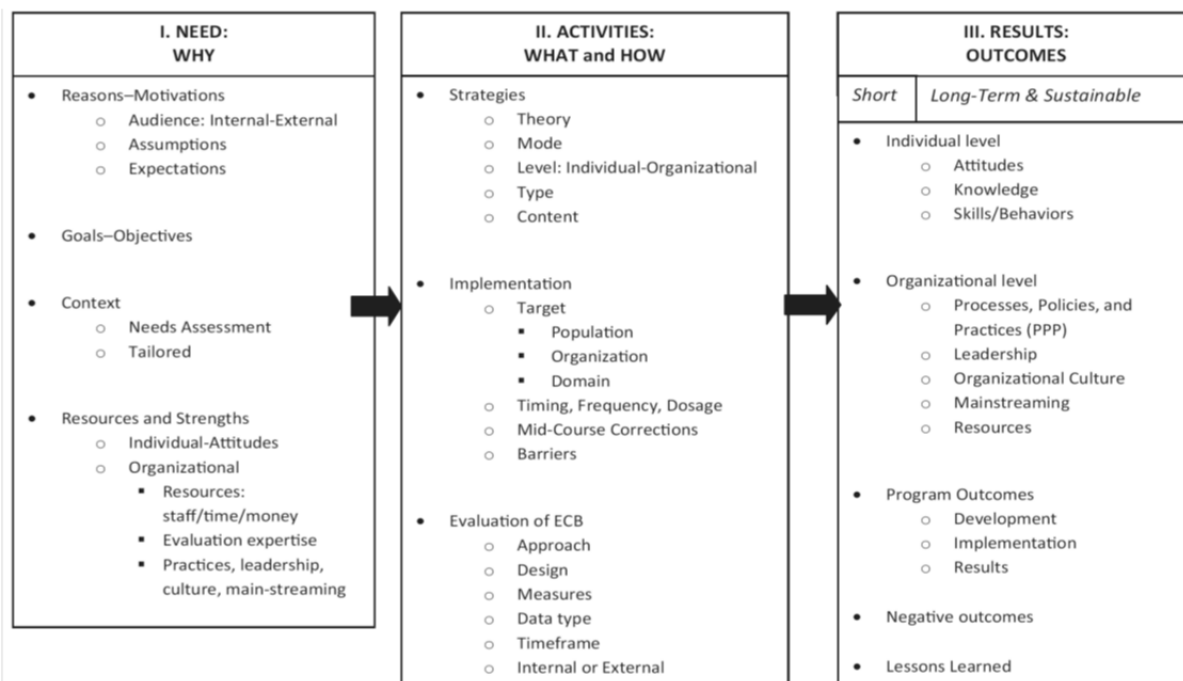 I. NEED:
WHY
• Reasons–Motivations
○ Audience: Internal-External
○ Assumptions
○ Expectations
• Goals–Objectives
• Context
○ Needs Assessment
○ Tailored
• Resources and Strengths
○ Individual-Attitudes
○ Organizational
▪ Resources:
staff/time/money
▪ Evaluation expertise
▪ Practices, leadership,
culture, main-streaming
II. ACTIVITIES:
WHAT and HOW
• Strategies
○ Theory
○ Mode
○ Level: Individual-Organizational
○ Type
○ Content
• Implementation
○ Target
▪ Population
▪ Organization
▪ Domain
○ Timing, Frequency, Dosage
○ Mid-Course Corrections
○ Barriers
• Evaluation of ECB
○ Approach
○ Design
○ Measures
○ Data type
○ Timeframe
○ Internal or External
III. RESULTS:
OUTCOMES
Short Long-Term & Sustainable
• Individual level
○ Attitudes
○ Knowledge
○ Skills/Behaviors
• Organizational level
○ Processes, Policies, and
Practices (PPP)
○ Leadership
○ Organizational Culture
○ Mainstreaming
○ Resources
• Program Outcomes
○ Development
○ Implementation
○ Results
• Negative outcomes
• Lessons Learned